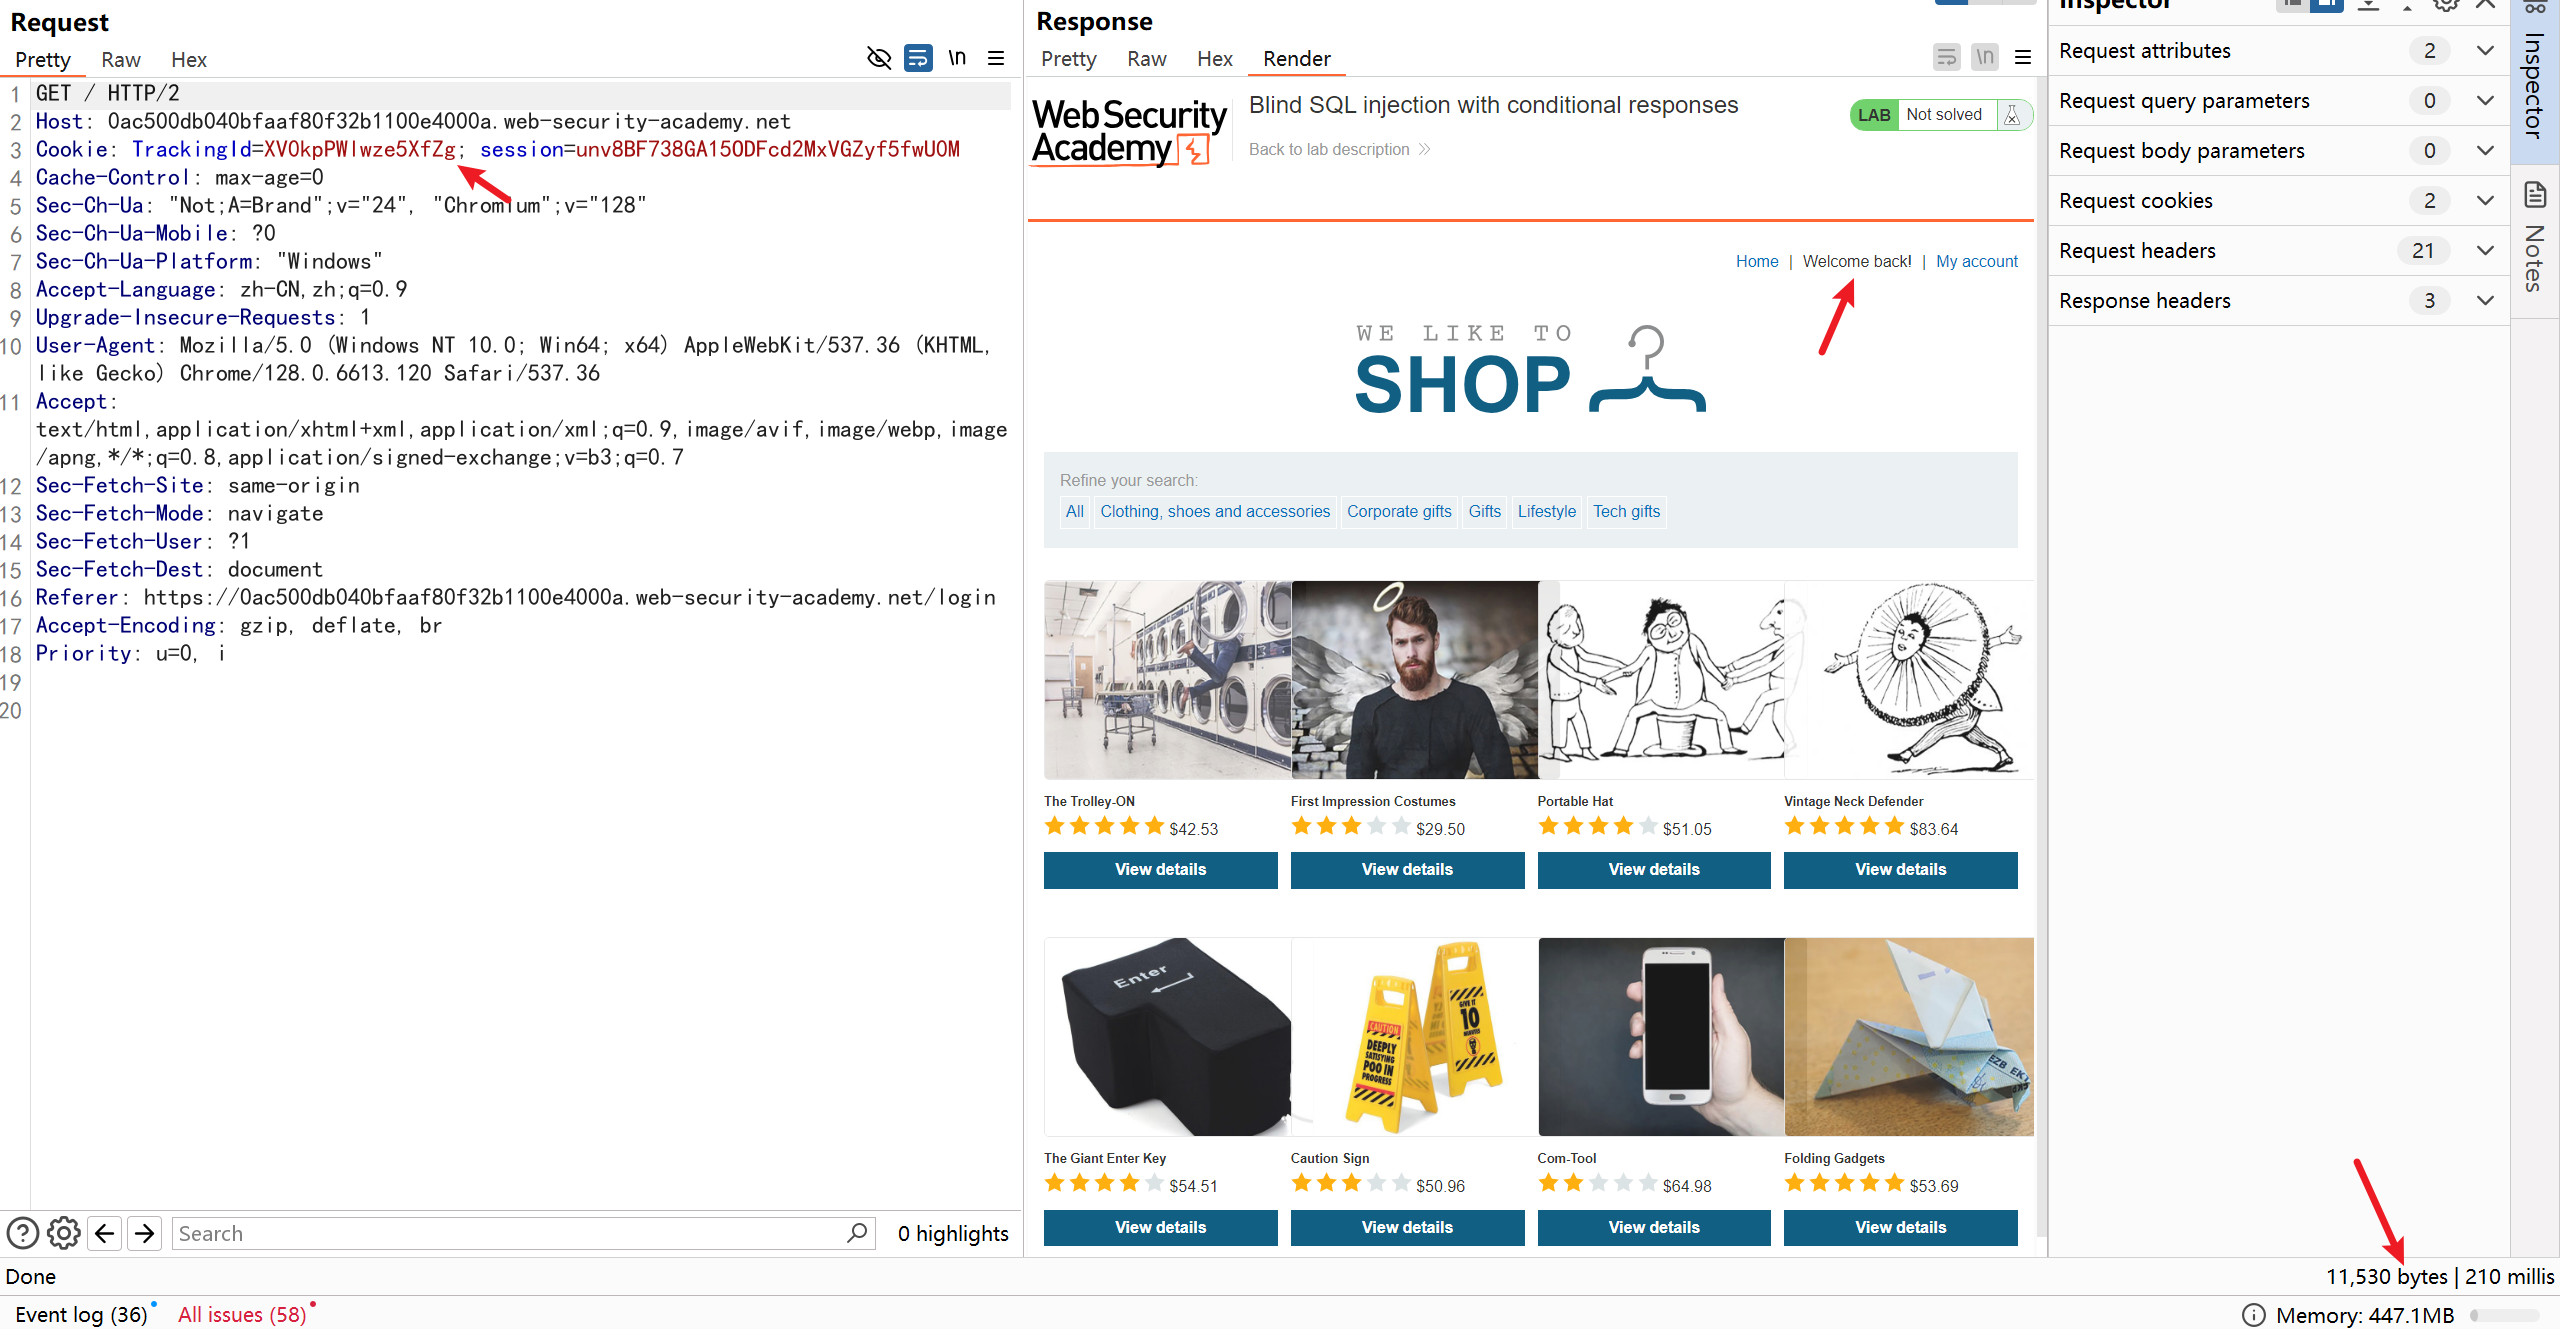 Request
Pretty Raw Hex \n
1 GET / HTTP/2
2 Host: 0ac500db040bfaaf80f32b1100e4000a.web-security-academy.net
3 Cookie: TrackingId=XV0kpPWlwze5XfZg; session=unv8BF738GA150DFcd2MxVGZyf5fwU0M
4 Cache-Control: max-age=0
5 Sec-Ch-Ua: "Not;A=Brand";v="24", "Chromium";v="128"
6 Sec-Ch-Ua-Mobile: ?0
7 Sec-Ch-Ua-Platform: "Windows"
8 Accept-Language: zh-CN,zh;q=0.9
9 Upgrade-Insecure-Requests: 1
10 User-Agent: Mozilla/5.0 (Windows NT 10.0; Win64; x64) AppleWebKit/537.36 (KHTML,
like Gecko) Chrome/128.0.6613.120 Safari/537.36
11 Accept:
text/html,application/xhtml+xml,application/xml;q=0.9,image/avif,image/webp,image
/apng,*/*;q=0.8,application/signed-exchange;v=b3;q=0.7
12 Sec-Fetch-Site: same-origin
13 Sec-Fetch-Mode: navigate
14 Sec-Fetch-User: ?1
15 Sec-Fetch-Dest: document
16 Referer: https://0ac500db040bfaaf80f32b1100e4000a.web-security-academy.net/login
17 Accept-Encoding: gzip, deflate, br
18 Priority: u=0, i
19
20
Search 0 highlights
Response
Pretty Raw Hex Render \n
Web Security
Academy
Blind SQL injection with conditional responses
Back to lab description >>
LAB Not solved
Home | Welcome back! | My account
WE LIKE TO
SHOP
Refine your search:
All Clothing, shoes and accessories Corporate gifts Gifts Lifestyle Tech gifts
The Trolley-ON First Impression Costumes Portable Hat Vintage Neck Defender
$42.53 $29.50 $51.05 $83.64
View details View details View details View details
Enter
CAUTION
DEEPLY
SATISFYING
POO IN
PROGRESS
GIVE IT
10
MINUTES
EZB EK
The Giant Enter Key Caution Sign Com-Tool Folding Gadgets
$54.51 $50.96 $64.98 $53.69
View details View details View details View details
Inspector
Request attributes 2
Request query parameters 0
Request body parameters 0
Request cookies 2
Request headers 21
Response headers 3
Inspector
Notes
Done
11,530 bytes | 210 millis
Event log (36) All issues (58)
Memory: 447.1MB